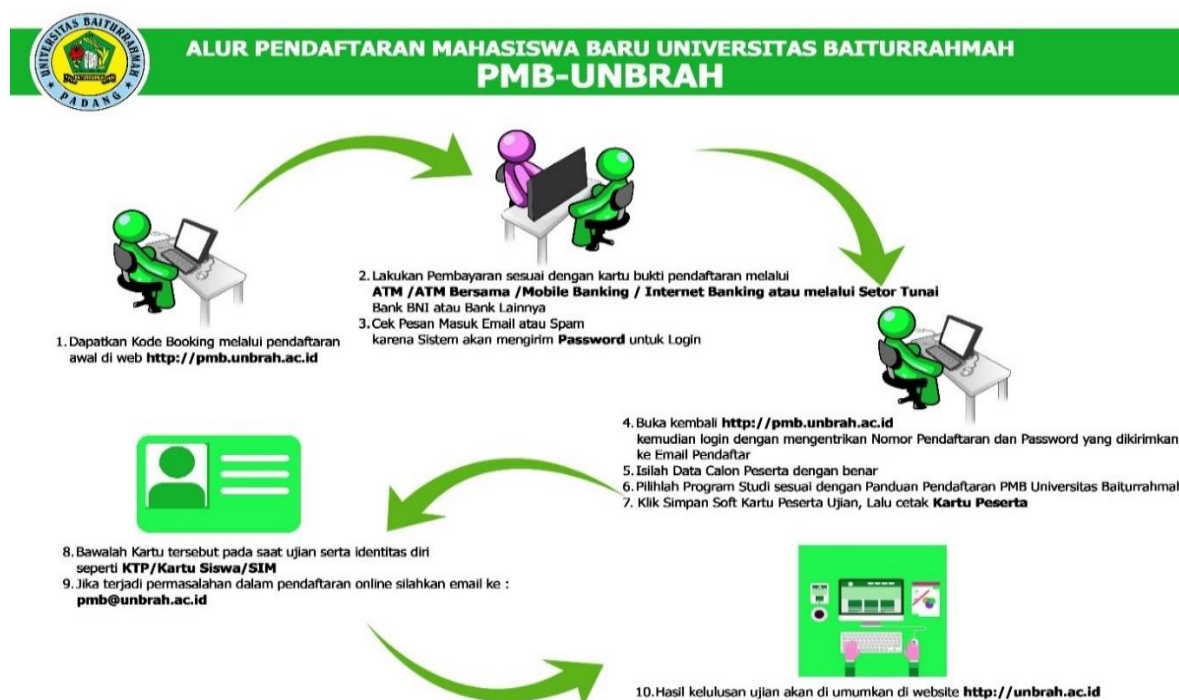 UNIVERSITAS BAITURRAHMAH
PADANG
ALUR PENDAFTARAN MAHASISWA BARU UNIVERSITAS BAITURRAHMAH
PMB-UNBRAH
1. Dapatkan Kode Booking melalui pendaftaran
awal di web http://pmb.unbrah.ac.id
2. Lakukan Pembayaran sesuai dengan kartu bukti pendaftaran melalui
ATM /ATM Bersama /Mobile Banking / Internet Banking atau melalui Setor Tunai
Bank BNI atau Bank Lainnya
3. Cek Pesan Masuk Email atau Spam
karena Sistem akan mengirim Password untuk Login
4. Buka kembali http://pmb.unbrah.ac.id
kemudian login dengan mengentrikan Nomor Pendaftaran dan Password yang dikirimkan
ke Email Pendaftar
5. Isilah Data Calon Peserta dengan benar
6. Pilihlah Program Studi sesuai dengan Panduan Pendaftaran PMB Universitas Baiturrahmah
7. Klik Simpan Soft Kartu Peserta Ujian, Lalu cetak Kartu Peserta
8. Bawalah Kartu tersebut pada saat ujian serta identitas diri
seperti KTP/Kartu Siswa/SIM
9. Jika terjadi permasalahan dalam pendaftaran online silahkan email ke :
pmb@unbrah.ac.id
10. Hasil kelulusan ujian akan di umumkan di website http://unbrah.ac.id